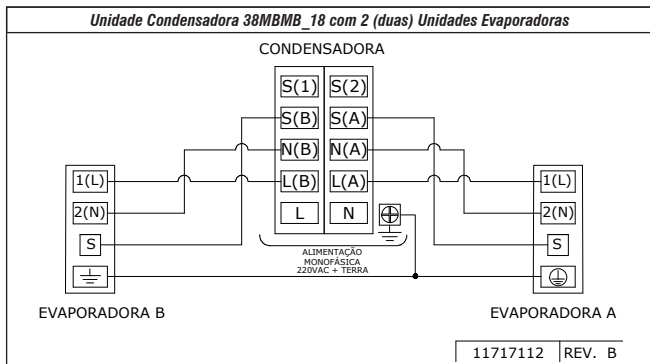 Unidade Condensadora 38MBMB_18 com 2 (duas) Unidades Evaporadoras
CONDENSADORA
S(1) S(2)
S(B) S(A)
N(B) N(A)
1(L) L(B) L(A) 1(L)
2(N) L N 2(N)
S S
ALIMENTAÇÃO
MONOFÁSICA
220VAC + TERRA
EVAPORADORA B EVAPORADORA A
11717112 REV. B